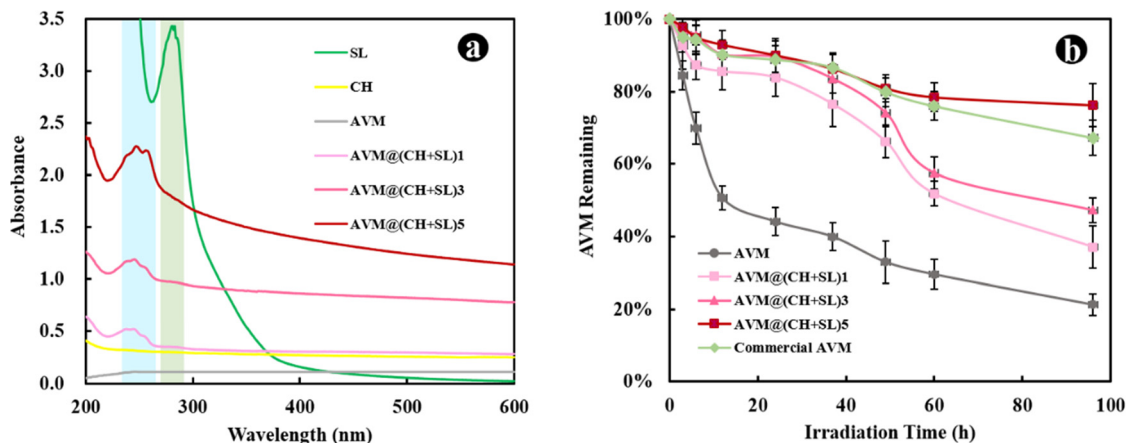 a
3.5
3.0
2.5
2.0
1.5
1.0
0.5
0.0
Absorbance
200
300
400
500
600
Wavelength (nm)
SL
CH
AVM
AVM@(CH+SL)1
AVM@(CH+SL)3
AVM@(CH+SL)5
b
100%
80%
60%
40%
20%
0%
AVM Remaining
0
20
40
60
80
100
Irradiation Time (h)
AVM
AVM@(CH+SL)1
AVM@(CH+SL)3
AVM@(CH+SL)5
Commercial AVM